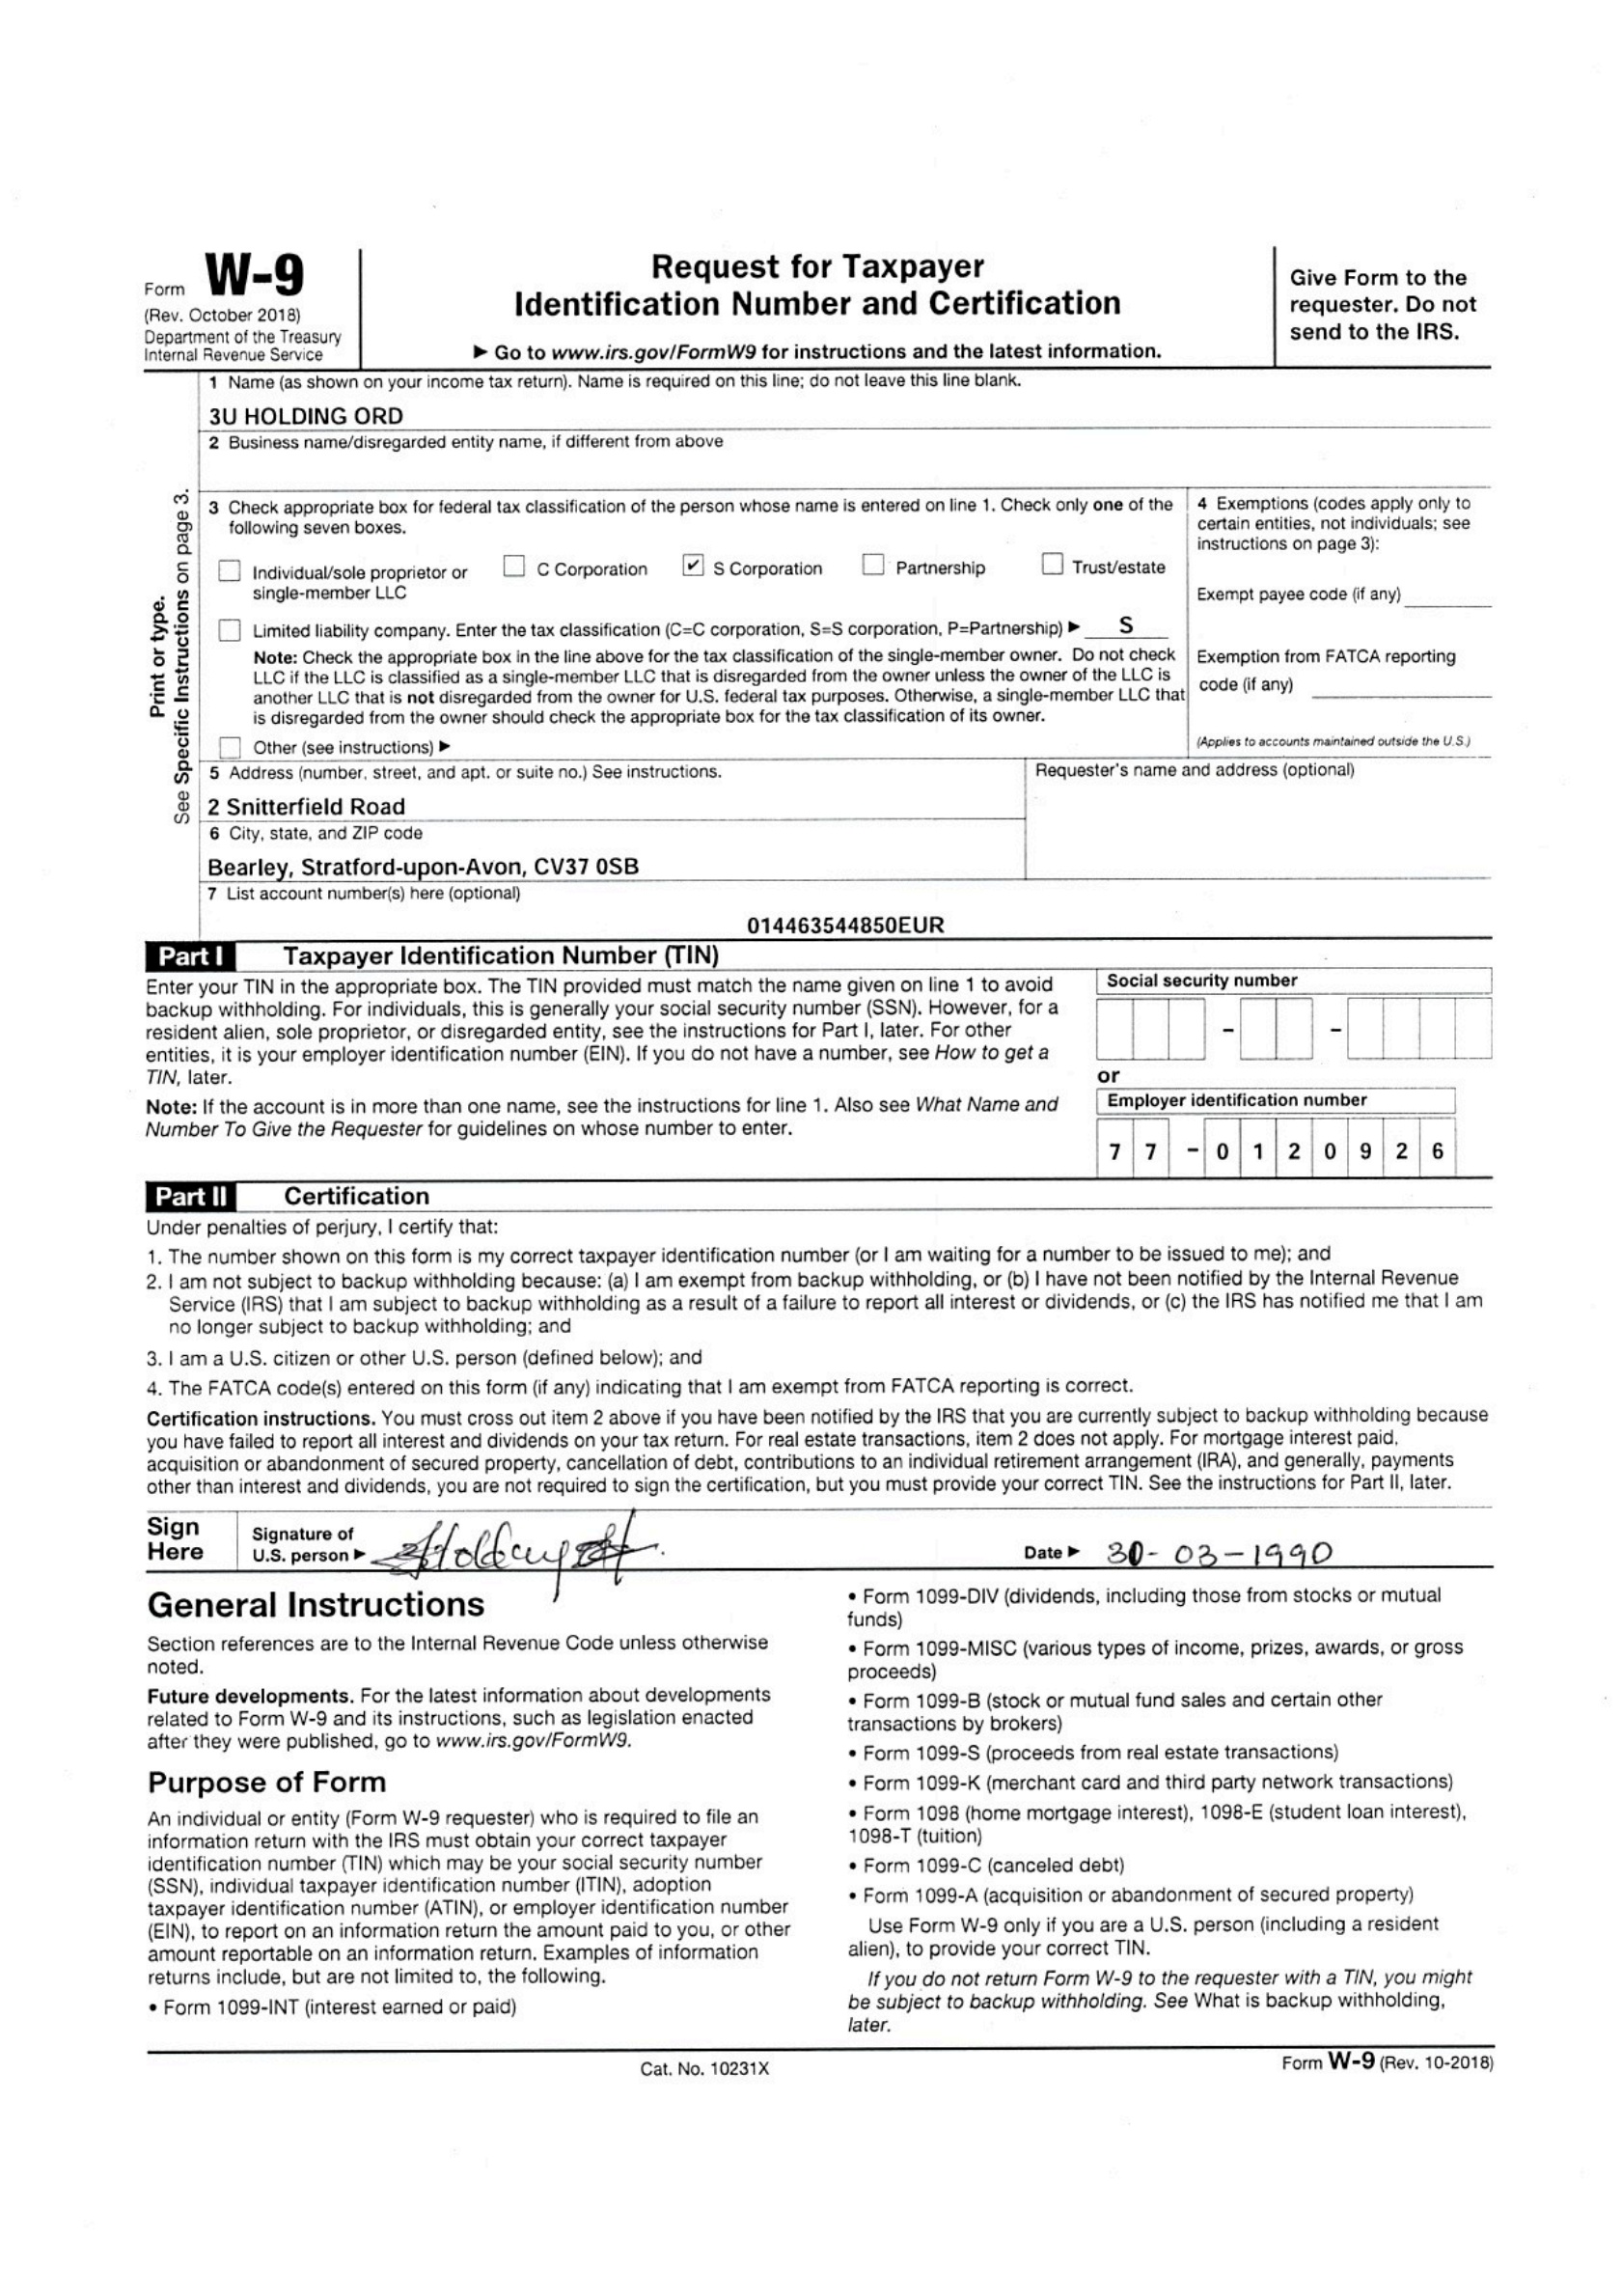 Form W-9
(Rev. October 2018)
Department of the Treasury
Internal Revenue Service
Request for Taxpayer
Identification Number and Certification
▶ Go to www.irs.gov/FormW9 for instructions and the latest information.
Give Form to the
requester. Do not
send to the IRS.
Print or type.
See Specific Instructions on page 3.
1 Name (as shown on your income tax return). Name is required on this line; do not leave this line blank.
3U HOLDING ORD
2 Business name/disregarded entity name, if different from above
3 Check appropriate box for federal tax classification of the person whose name is entered on line 1. Check only one of the
following seven boxes.
☐ Individual/sole proprietor or
single-member LLC
☐ C Corporation
☑ S Corporation
☐ Partnership
☐ Trust/estate
☐ Limited liability company. Enter the tax classification (C=C corporation, S=S corporation, P=Partnership) ▶ S
Note: Check the appropriate box in the line above for the tax classification of the single-member owner. Do not check
LLC if the LLC is classified as a single-member LLC that is disregarded from the owner unless the owner of the LLC is
another LLC that is not disregarded from the owner for U.S. federal tax purposes. Otherwise, a single-member LLC that
is disregarded from the owner should check the appropriate box for the tax classification of its owner.
☐ Other (see instructions) ▶
4 Exemptions (codes apply only to
certain entities, not individuals; see
instructions on page 3):
Exempt payee code (if any)
Exemption from FATCA reporting
code (if any)
(Applies to accounts maintained outside the U.S.)
5 Address (number, street, and apt. or suite no.) See instructions.
2 Snitterfield Road
6 City, state, and ZIP code
Bearley, Stratford-upon-Avon, CV37 0SB
Requester's name and address (optional)
7 List account number(s) here (optional)
014463544850EUR
Part I Taxpayer Identification Number (TIN)
Enter your TIN in the appropriate box. The TIN provided must match the name given on line 1 to avoid
backup withholding. For individuals, this is generally your social security number (SSN). However, for a
resident alien, sole proprietor, or disregarded entity, see the instructions for Part I, later. For other
entities, it is your employer identification number (EIN). If you do not have a number, see How to get a
TIN, later.
Note: If the account is in more than one name, see the instructions for line 1. Also see What Name and
Number To Give the Requester for guidelines on whose number to enter.
Social security number
- -
or
Employer identification number
7 7 - 0 1 2 0 9 2 6
Part II Certification
Under penalties of perjury, I certify that:
1. The number shown on this form is my correct taxpayer identification number (or I am waiting for a number to be issued to me); and
2. I am not subject to backup withholding because: (a) I am exempt from backup withholding, or (b) I have not been notified by the Internal Revenue
Service (IRS) that I am subject to backup withholding as a result of a failure to report all interest or dividends, or (c) the IRS has notified me that I am
no longer subject to backup withholding; and
3. I am a U.S. citizen or other U.S. person (defined below); and
4. The FATCA code(s) entered on this form (if any) indicating that I am exempt from FATCA reporting is correct.
Certification instructions. You must cross out item 2 above if you have been notified by the IRS that you are currently subject to backup withholding because
you have failed to report all interest and dividends on your tax return. For real estate transactions, item 2 does not apply. For mortgage interest paid,
acquisition or abandonment of secured property, cancellation of debt, contributions to an individual retirement arrangement (IRA), and generally, payments
other than interest and dividends, you are not required to sign the certification, but you must provide your correct TIN. See the instructions for Part II, later.
Sign
Here
Signature of
U.S. person ▶
Date ▶ 30-03-1990
General Instructions
Section references are to the Internal Revenue Code unless otherwise
noted.
Future developments. For the latest information about developments
related to Form W-9 and its instructions, such as legislation enacted
after they were published, go to www.irs.gov/FormW9.
Purpose of Form
An individual or entity (Form W-9 requester) who is required to file an
information return with the IRS must obtain your correct taxpayer
identification number (TIN) which may be your social security number
(SSN), individual taxpayer identification number (ITIN), adoption
taxpayer identification number (ATIN), or employer identification number
(EIN), to report on an information return the amount paid to you, or other
amount reportable on an information return. Examples of information
returns include, but are not limited to, the following.
• Form 1099-INT (interest earned or paid)
• Form 1099-DIV (dividends, including those from stocks or mutual
funds)
• Form 1099-MISC (various types of income, prizes, awards, or gross
proceeds)
• Form 1099-B (stock or mutual fund sales and certain other
transactions by brokers)
• Form 1099-S (proceeds from real estate transactions)
• Form 1099-K (merchant card and third party network transactions)
• Form 1098 (home mortgage interest), 1098-E (student loan interest),
1098-T (tuition)
• Form 1099-C (canceled debt)
• Form 1099-A (acquisition or abandonment of secured property)
Use Form W-9 only if you are a U.S. person (including a resident
alien), to provide your correct TIN.
If you do not return Form W-9 to the requester with a TIN, you might
be subject to backup withholding. See What is backup withholding,
later.
Cat. No. 10231X
Form W-9 (Rev. 10-2018)